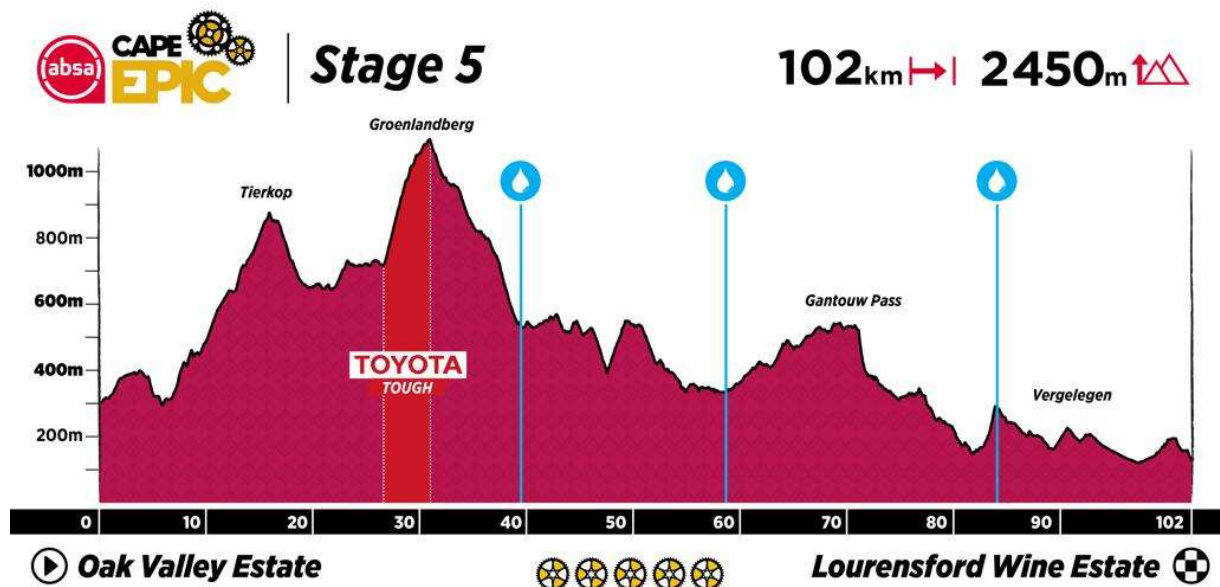 absa CAPE EPIC
Stage 5
102km 2450m
Groenlandberg
Tierkop
1000m
800m
600m
400m
200m
Gantouw Pass
Vergelegen
TOYOTA
TOUGH
0 10 20 30 40 50 60 70 80 90 102
Oak Valley Estate
Lourensford Wine Estate